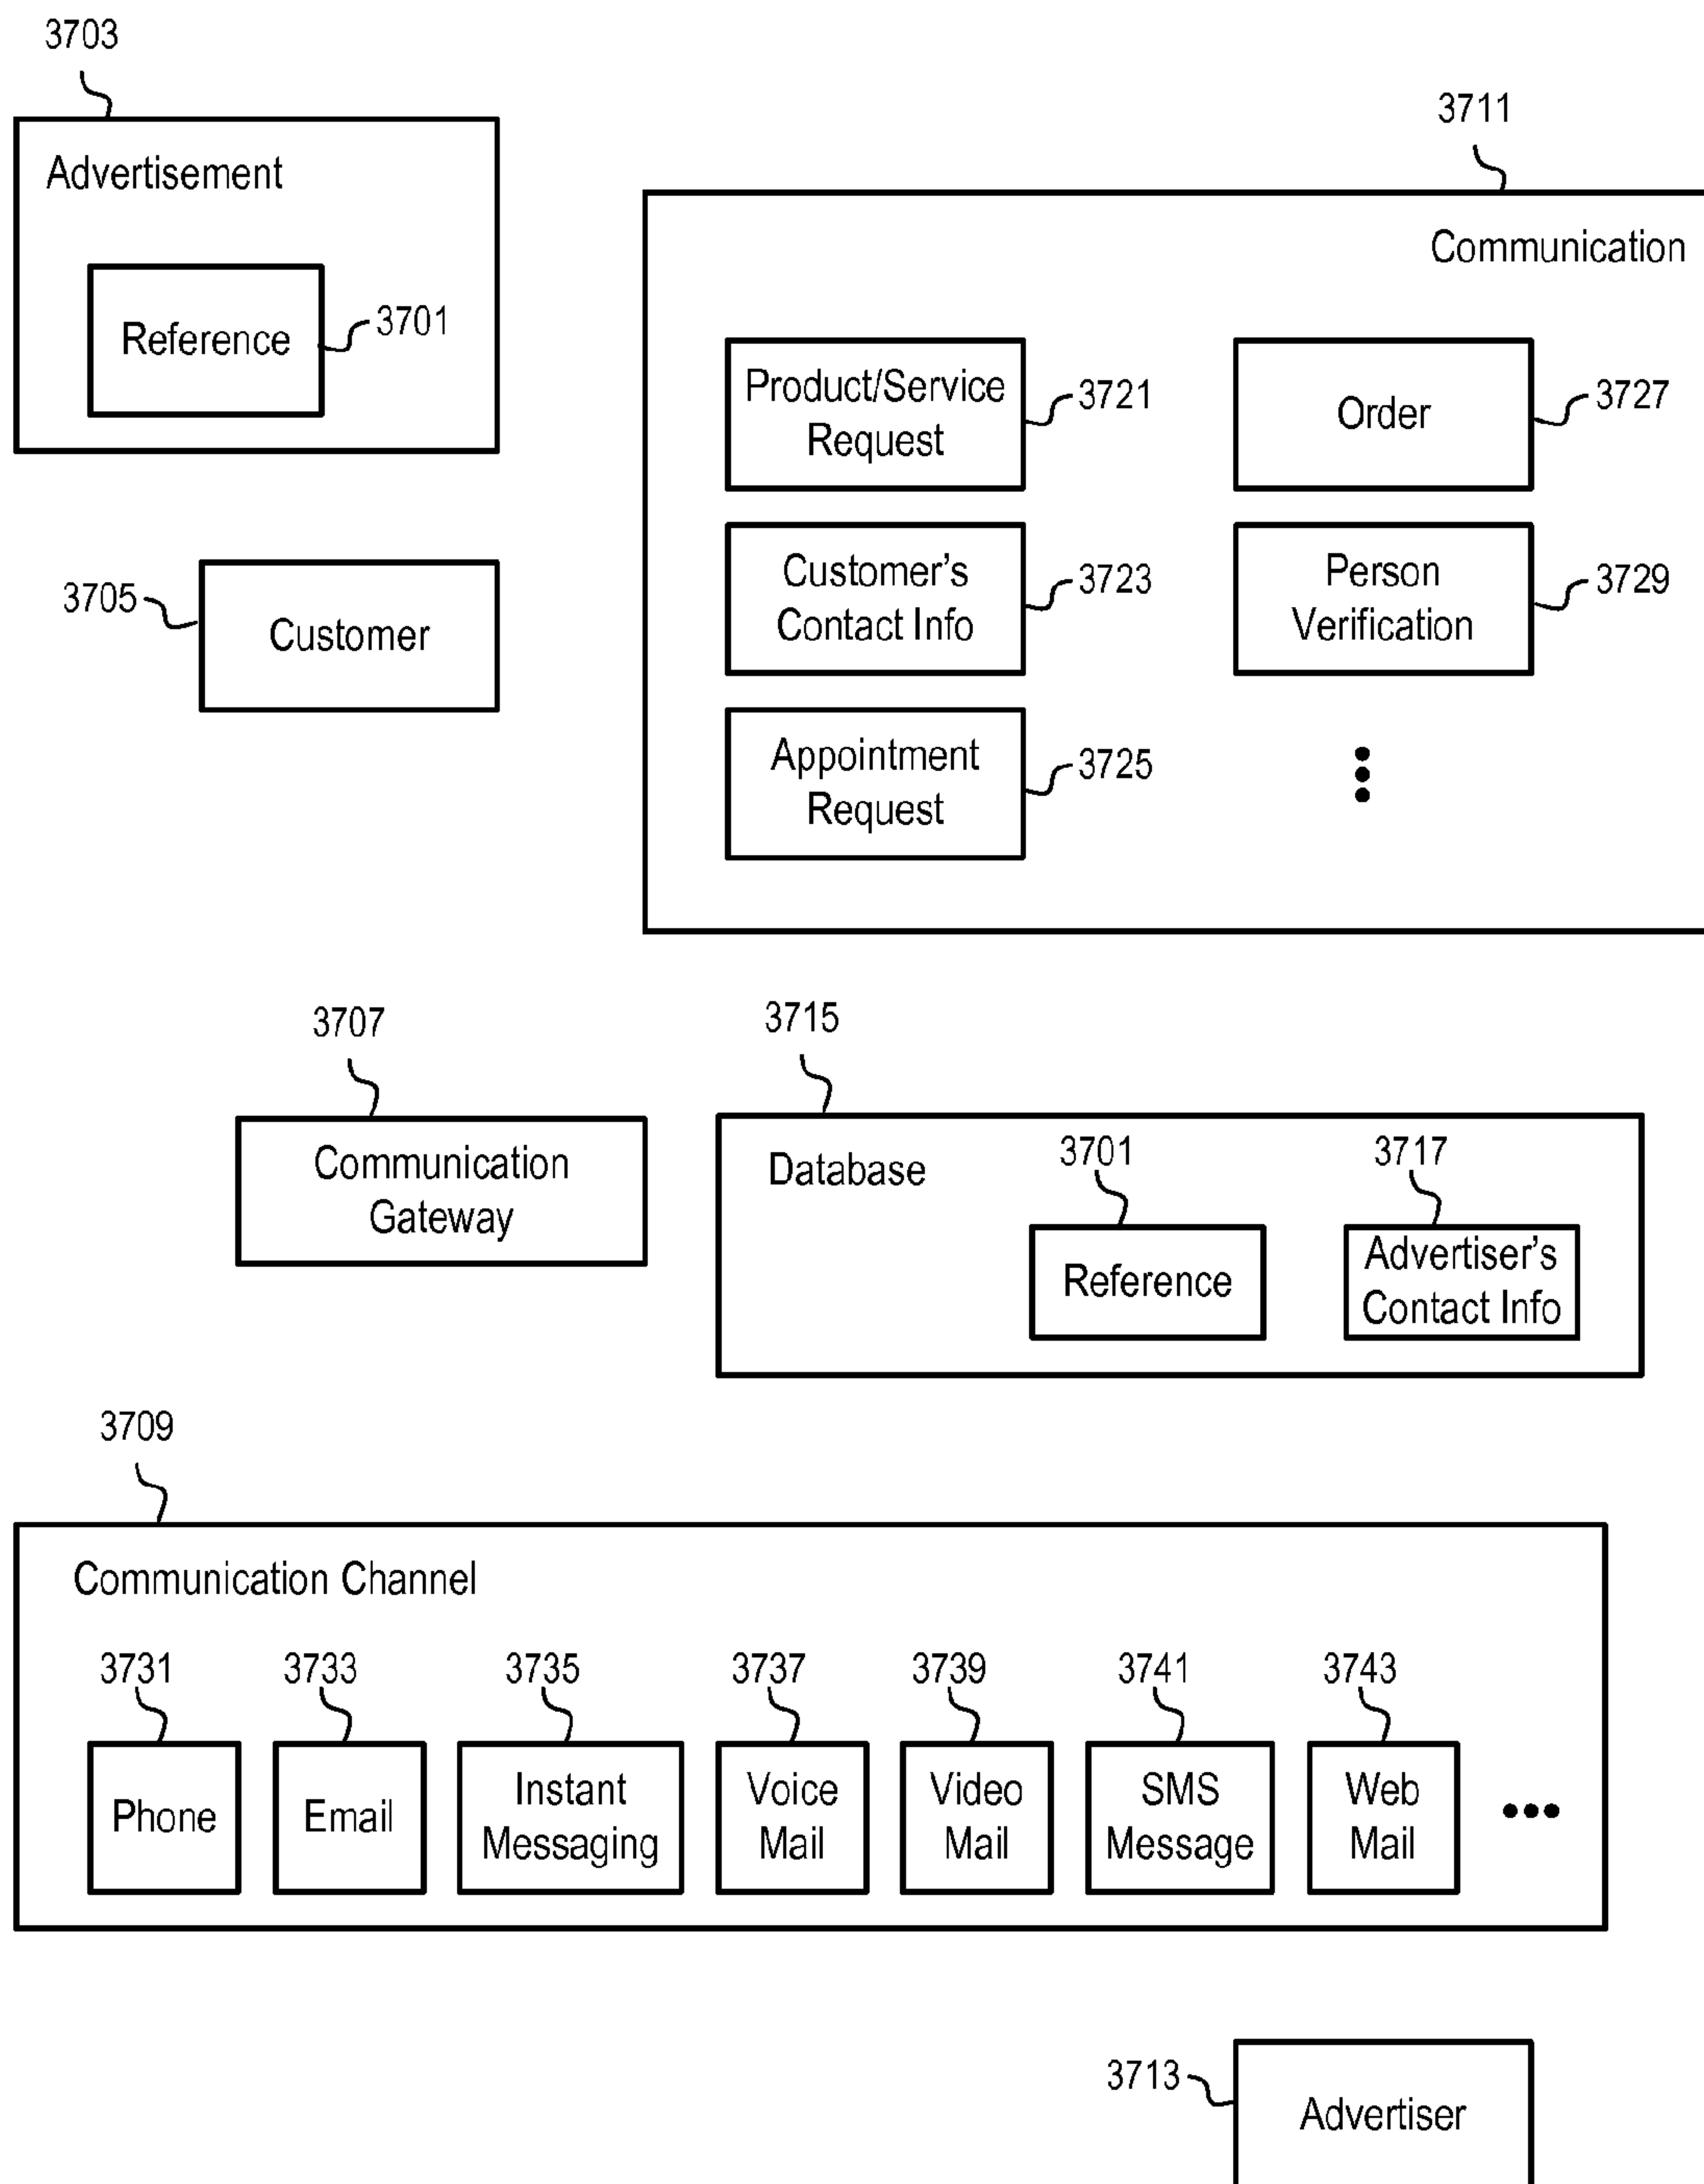 3703
Advertisement
Reference
3701
3711
Communication
Product/Service
Request
3721
Order
3727
Customer's
Contact Info
3723
Person
Verification
3729
Appointment
Request
3725
3705
Customer
3707
Communication
Gateway
3715
Database
3701
Reference
3717
Advertiser's
Contact Info
3709
Communication Channel
3731
Phone
3733
Email
3735
Instant
Messaging
3737
Voice
Mail
3739
Video
Mail
3741
SMS
Message
3743
Web
Mail
3713
Advertiser